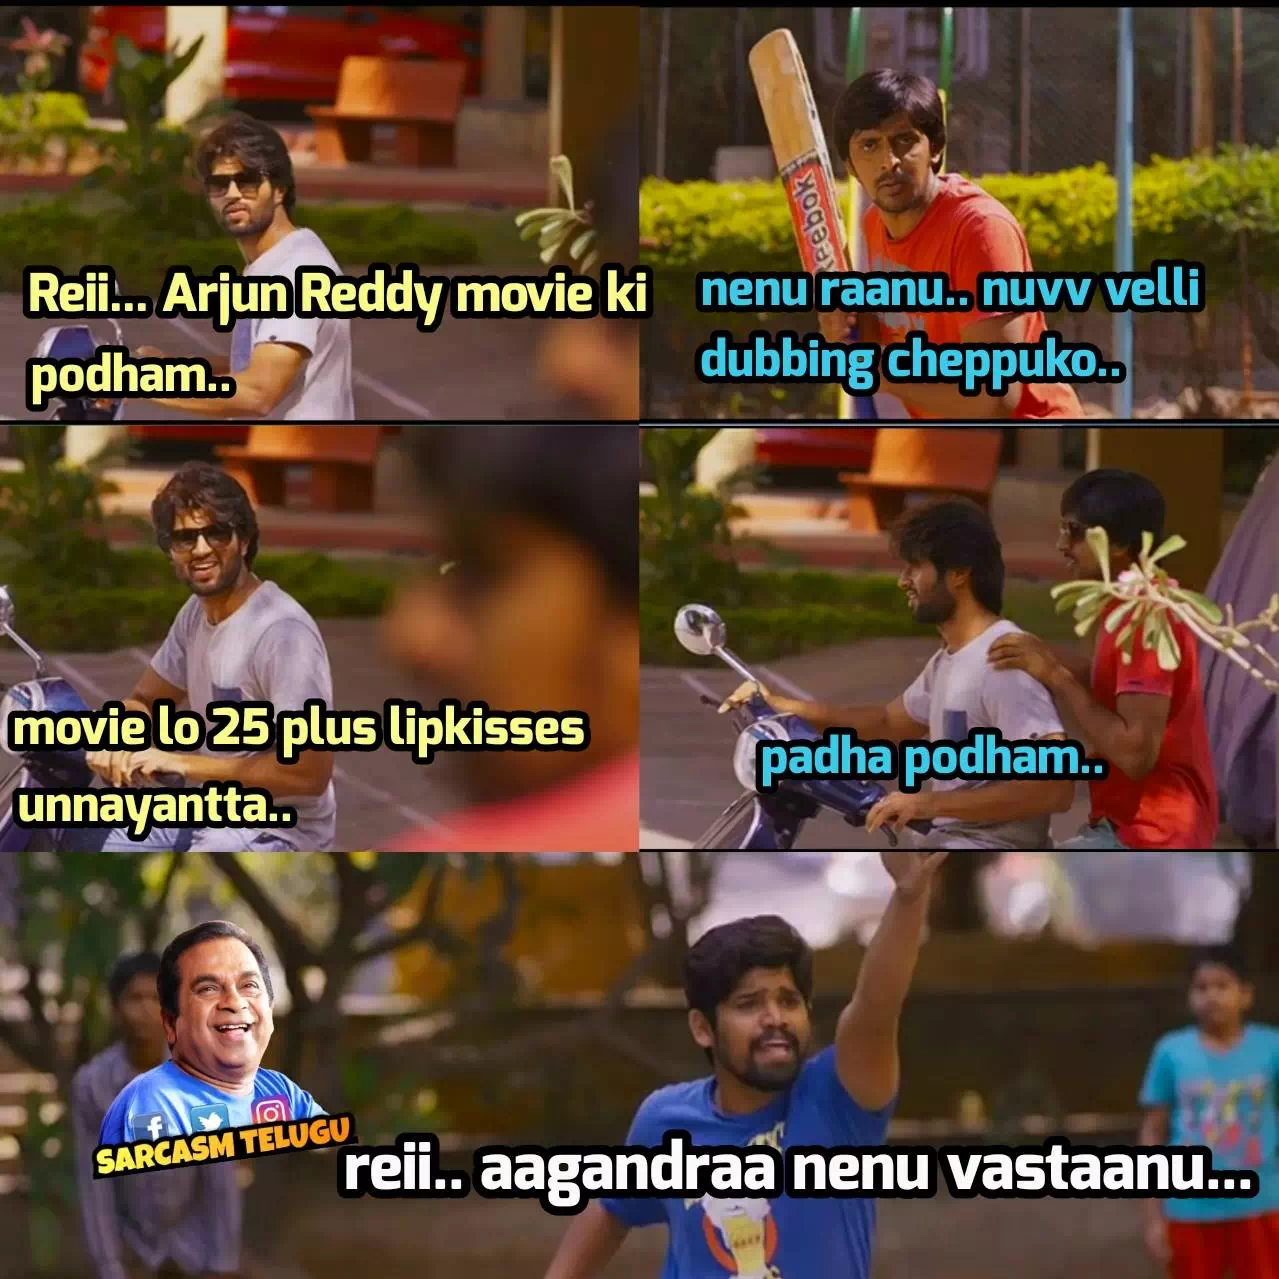 Reii... Arjun Reddy movie ki
podham..
Reebok
nenu raanu.. nuvv velli
dubbing cheppuko..
movie lo 25 plus lipkisses
unnayantta..
padha podham..
SARCASM TELUGU
reii.. aagandraa nenu vastaanu...